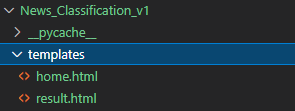 News_Classification_v1
__pycache__
templates
<> home.html
<> result.html